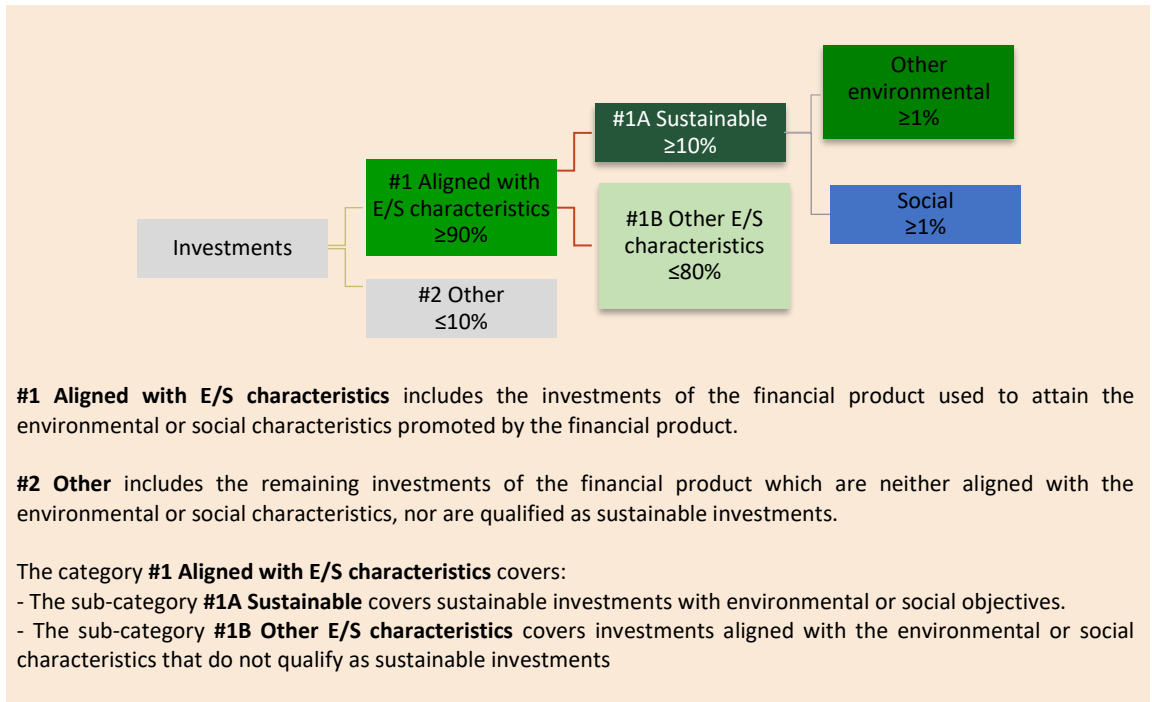 Other
environmental
≥1%
#1A Sustainable
≥10%
#1 Aligned with
E/S characteristics
≥90%
Social
≥1%
#1B Other E/S
characteristics
≤80%
Investments
#2 Other
≤10%
#1 Aligned with E/S characteristics includes the investments of the financial product used to attain the
environmental or social characteristics promoted by the financial product.
#2 Other includes the remaining investments of the financial product which are neither aligned with the
environmental or social characteristics, nor are qualified as sustainable investments.
The category #1 Aligned with E/S characteristics covers:
- The sub-category #1A Sustainable covers sustainable investments with environmental or social objectives.
- The sub-category #1B Other E/S characteristics covers investments aligned with the environmental or social
characteristics that do not qualify as sustainable investments